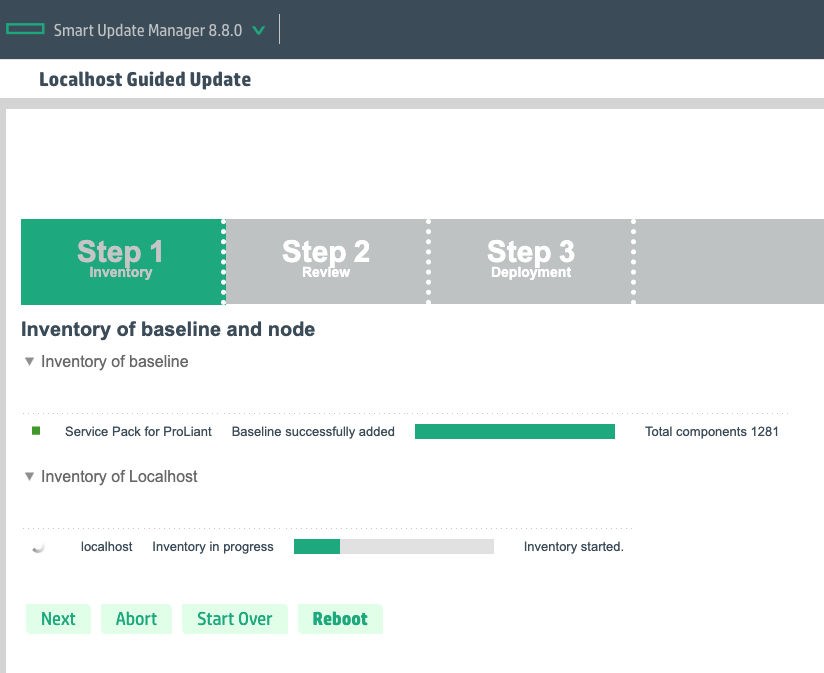 Smart Update Manager 8.8.0
Localhost Guided Update
Step 1 Step 2 Step 3
Inventory Review Deployment
Inventory of baseline and node
Inventory of baseline
Service Pack for ProLiant Baseline successfully added Total components 1281
Inventory of Localhost
localhost Inventory in progress Inventory started.
Next Abort Start Over Reboot